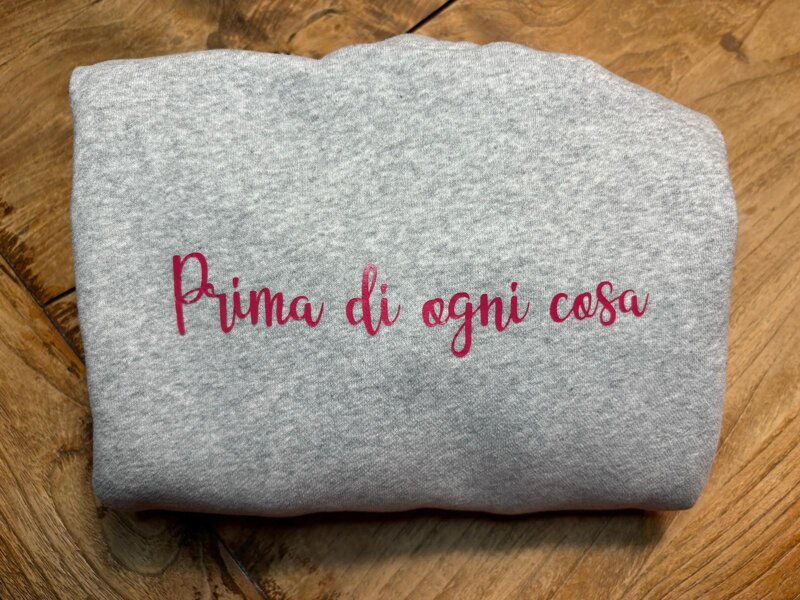 Prima di ogni cosa